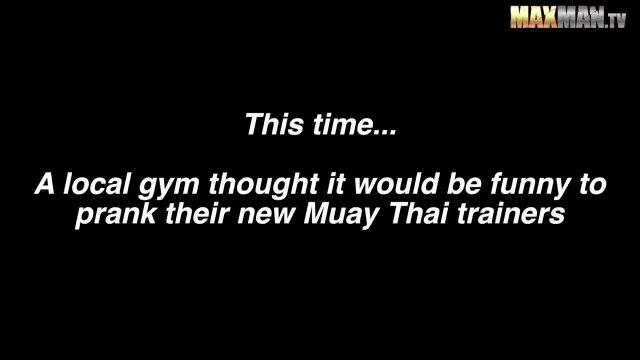 MAXMAN.TV
This time...
A local gym thought it would be funny to
prank their new Muay Thai trainers